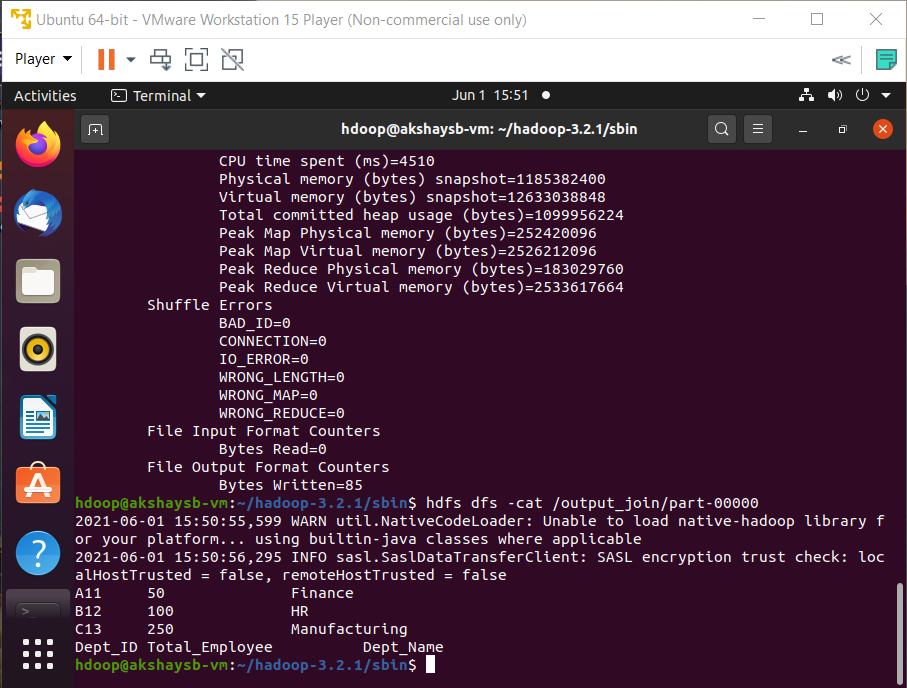 Ubuntu 64-bit - VMware Workstation 15 Player (Non-commercial use only)
Player
Activities Terminal Jun 1 15:51
hdoop@akshaysb-vm: ~/hadoop-3.2.1/sbin
CPU time spent (ms)=4510
Physical memory (bytes) snapshot=1185382400
Virtual memory (bytes) snapshot=12633038848
Total committed heap usage (bytes)=1099956224
Peak Map Physical memory (bytes)=252420096
Peak Map Virtual memory (bytes)=2526212096
Peak Reduce Physical memory (bytes)=183029760
Peak Reduce Virtual memory (bytes)=2533617664
Shuffle Errors
BAD_ID=0
CONNECTION=0
IO_ERROR=0
WRONG_LENGTH=0
WRONG_MAP=0
WRONG_REDUCE=0
File Input Format Counters
Bytes Read=0
File Output Format Counters
Bytes Written=85
hdoop@akshaysb-vm:~/hadoop-3.2.1/sbin$ hdfs dfs -cat /output_join/part-00000
2021-06-01 15:50:55,599 WARN util.NativeCodeLoader: Unable to load native-hadoop library f
or your platform... using builtin-java classes where applicable
2021-06-01 15:50:56,295 INFO sasl.SaslDataTransferClient: SASL encryption trust check: loc
alHostTrusted = false, remoteHostTrusted = false
A11 50 Finance
B12 100 HR
C13 250 Manufacturing
Dept_ID Total_Employee Dept_Name
hdoop@akshaysb-vm:~/hadoop-3.2.1/sbin$